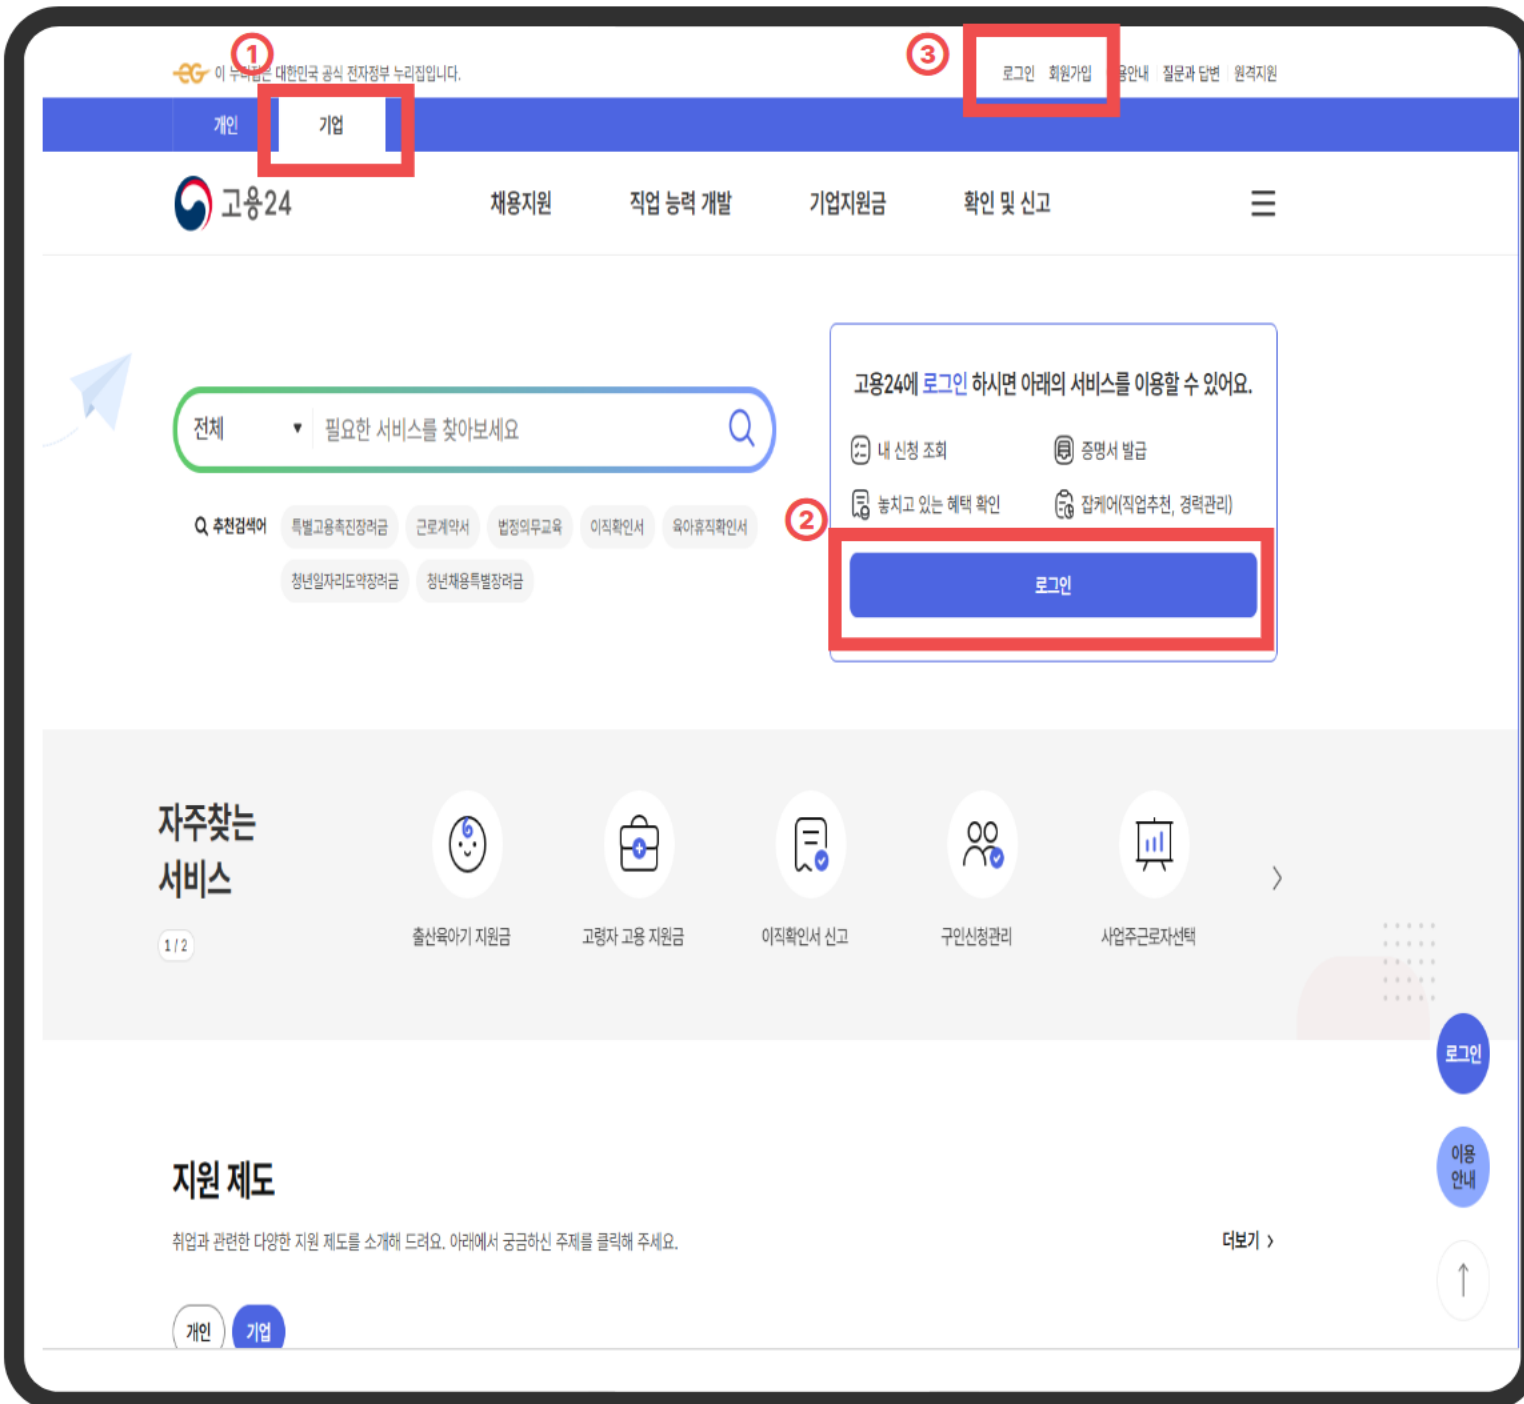 ①
이 누리집은 대한민국 공식 전자정부 누리집입니다.
③
로그인 회원가입 용안내 질문과 답변 원격지원
개인 기업
고용24 채용지원 직업 능력 개발 기업지원금 확인 및 신고
전체 ▼ 필요한 서비스를 찾아보세요
추천검색어 특별고용촉진장려금 근로계약서 법정의무교육 이직확인서 육아휴직확인서
청년일자리도약장려금 청년채용특별장려금
고용24에 로그인 하시면 아래의 서비스를 이용할 수 있어요.
내 신청 조회 증명서 발급
놓치고 있는 혜택 확인 잡케어(직업추천, 경력관리)
②
로그인
자주찾는
서비스
1 / 2
출산육아기 지원금 고령자 고용 지원금 이직확인서 신고 구인신청관리 사업주근로자선택
로그인
이용
안내
지원 제도
취업과 관련한 다양한 지원 제도를 소개해 드려요. 아래에서 궁금하신 주제를 클릭해 주세요.
더보기 >
개인 기업